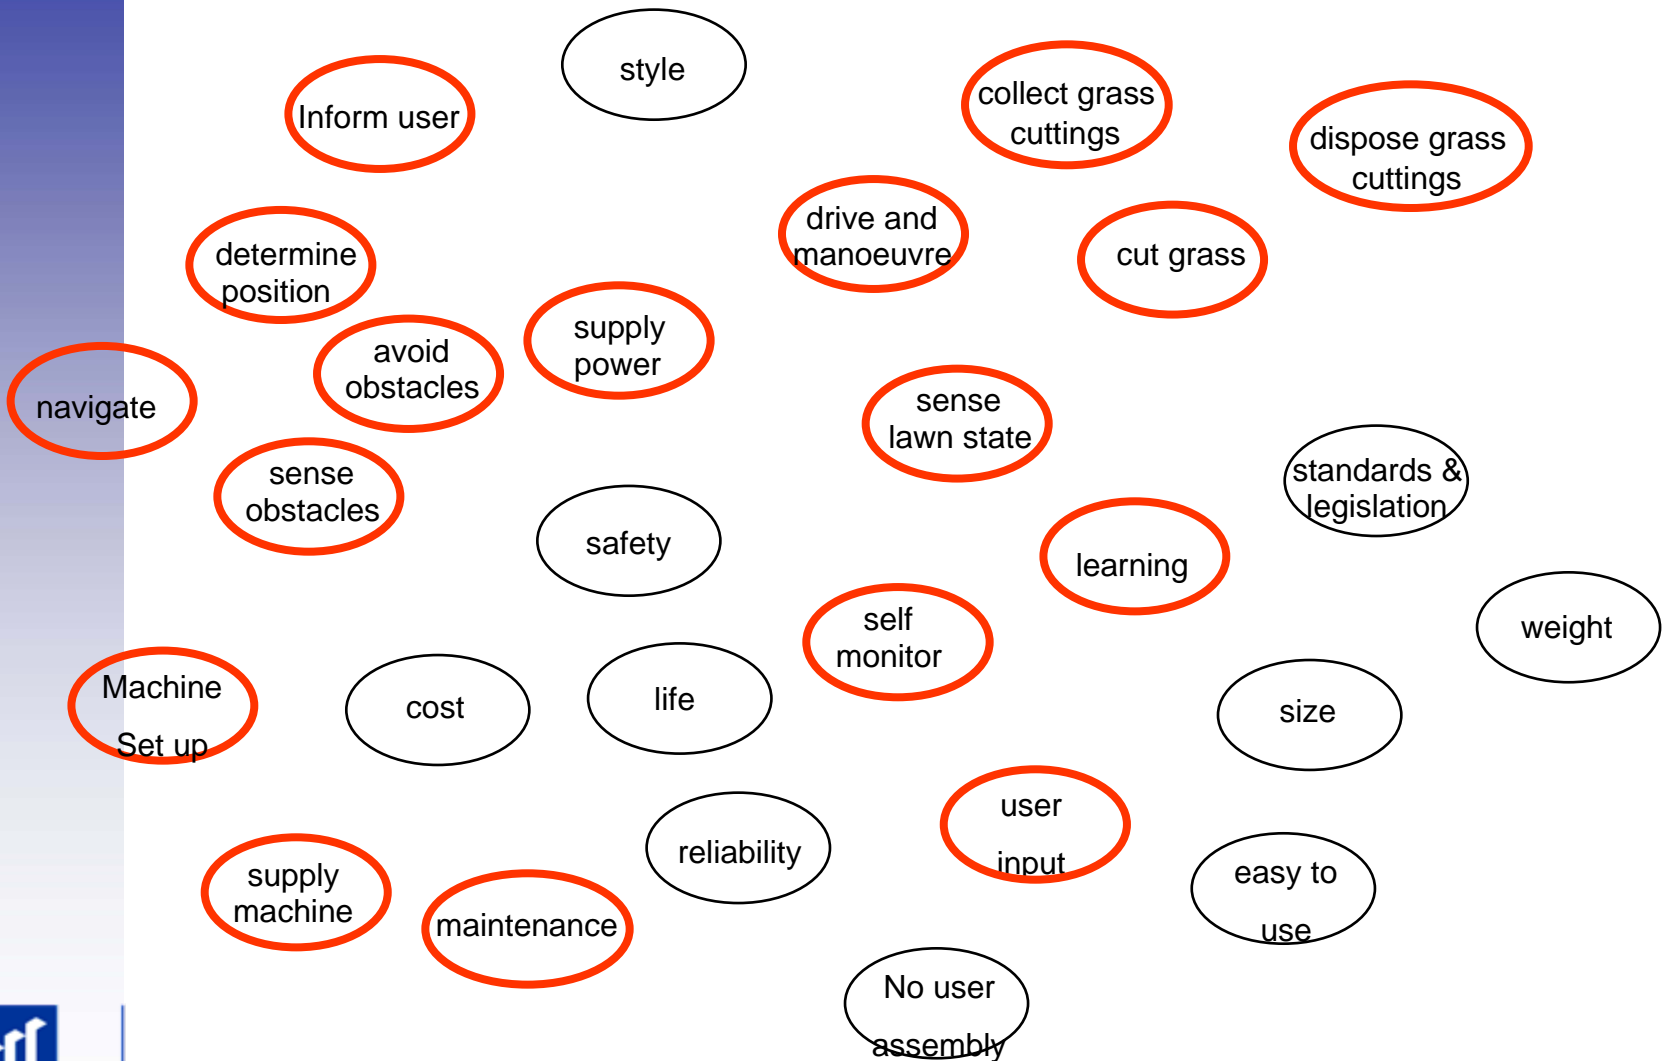 style
Inform user
collect grass
cuttings
dispose grass
cuttings
drive and
manoeuvre
cut grass
determine
position
supply
power
avoid
obstacles
navigate
sense
lawn state
sense
obstacles
standards &
legislation
safety
learning
self
monitor
weight
Machine
Set up
cost
life
size
user
input
reliability
easy to
use
supply
machine
maintenance
No user
assembly